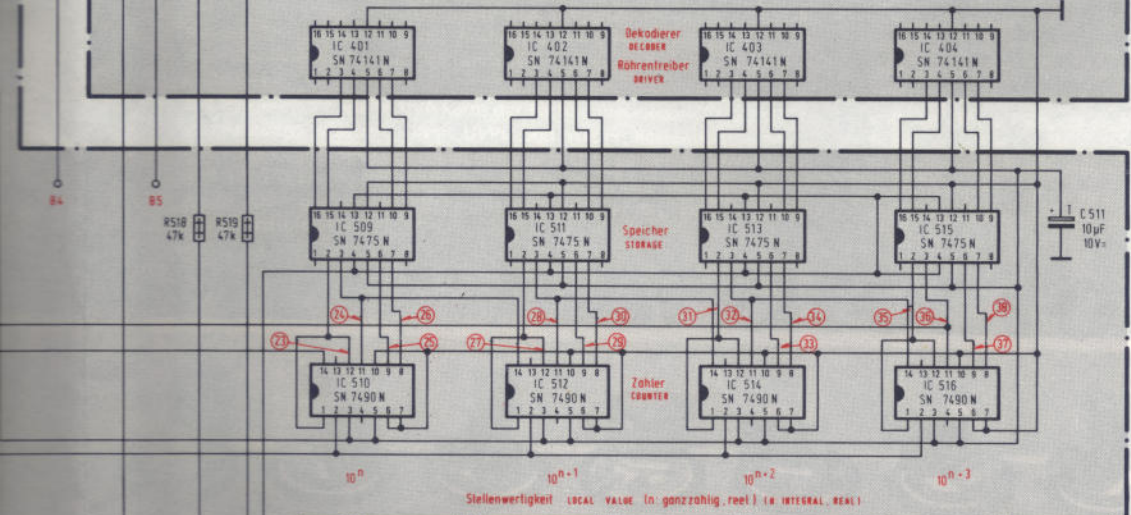 16 15 14 13 12 11 10 9
IC 401
SN 74141 N
1 2 3 4 5 6 7 8
16 15 14 13 12 11 10 9
IC 402
SN 74141 N
1 2 3 4 5 6 7 8
Dekodierer
DECODER
Röhrentreiber
DRIVER
16 15 14 13 12 11 10 9
IC 403
SN 74141 N
1 2 3 4 5 6 7 8
16 15 14 13 12 11 10 9
IC 404
SN 74141 N
1 2 3 4 5 6 7 8
B4
B5
R518
47k
R519
47k
16 15 14 13 12 11 10 9
IC 509
SN 7475 N
1 2 3 4 5 6 7 8
16 15 14 13 12 11 10 9
IC 511
SN 7475 N
1 2 3 4 5 6 7 8
Speicher
STORAGE
16 15 14 13 12 11 10 9
IC 513
SN 7475 N
1 2 3 4 5 6 7 8
16 15 14 13 12 11 10 9
IC 515
SN 7475 N
1 2 3 4 5 6 7 8
+ T
C 511
10µF
10V=
24 26 28 30 31 32 34 35 36 38
23 25 27 29 33 37
14 13 12 11 10 9 8
IC 510
SN 7490 N
1 2 3 4 5 6 7
14 13 12 11 10 9 8
IC 512
SN 7490 N
1 2 3 4 5 6 7
Zähler
COUNTER
14 13 12 11 10 9 8
IC 514
SN 7490 N
1 2 3 4 5 6 7
14 13 12 11 10 9 8
IC 516
SN 7490 N
1 2 3 4 5 6 7
10ⁿ
10ⁿ⁺¹
10ⁿ⁺²
10ⁿ⁺³
Stellenwertigkeit LOCAL VALUE (n: ganzzahlig, reel) (N INTEGRAL, REAL)